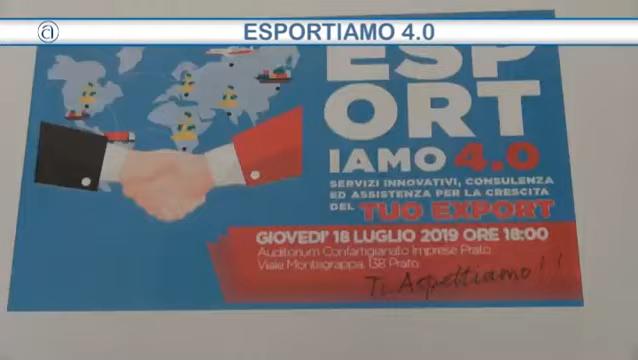 @
ESPORTIAMO 4.0
ESP
ORT
IAMO 4.0
SERVIZI INNOVATIVI, CONSULENZA
ED ASSISTENZA PER LA CRESCITA
DEL TUO EXPORT
GIOVEDI' 18 LUGLIO 2019 ORE 18:00
Auditorium Confartigianato Imprese Prato
Viale Montegrappa, 138 Prato
Ti Aspettiamo!!